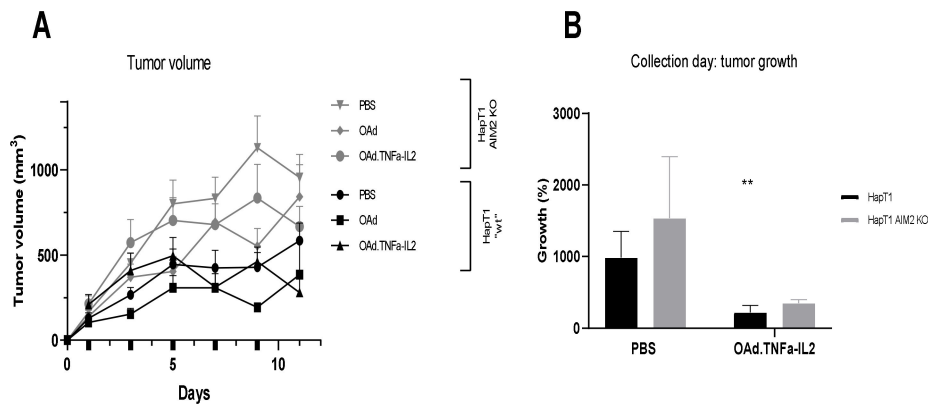 A
Tumor volume
Tumor volume (mm3)
1000
500
0
0
5
10
Days
PBS
OAd
OAd.TNFa-IL2
HapT1
AIM2 KO
PBS
OAd
OAd.TNFa-IL2
HapT1
"wt"
B
Collection day: tumor growth
Growth (%)
3000
2000
1000
0
**
PBS
OAd.TNFa-IL2
HapT1
HapT1 AIM2 KO